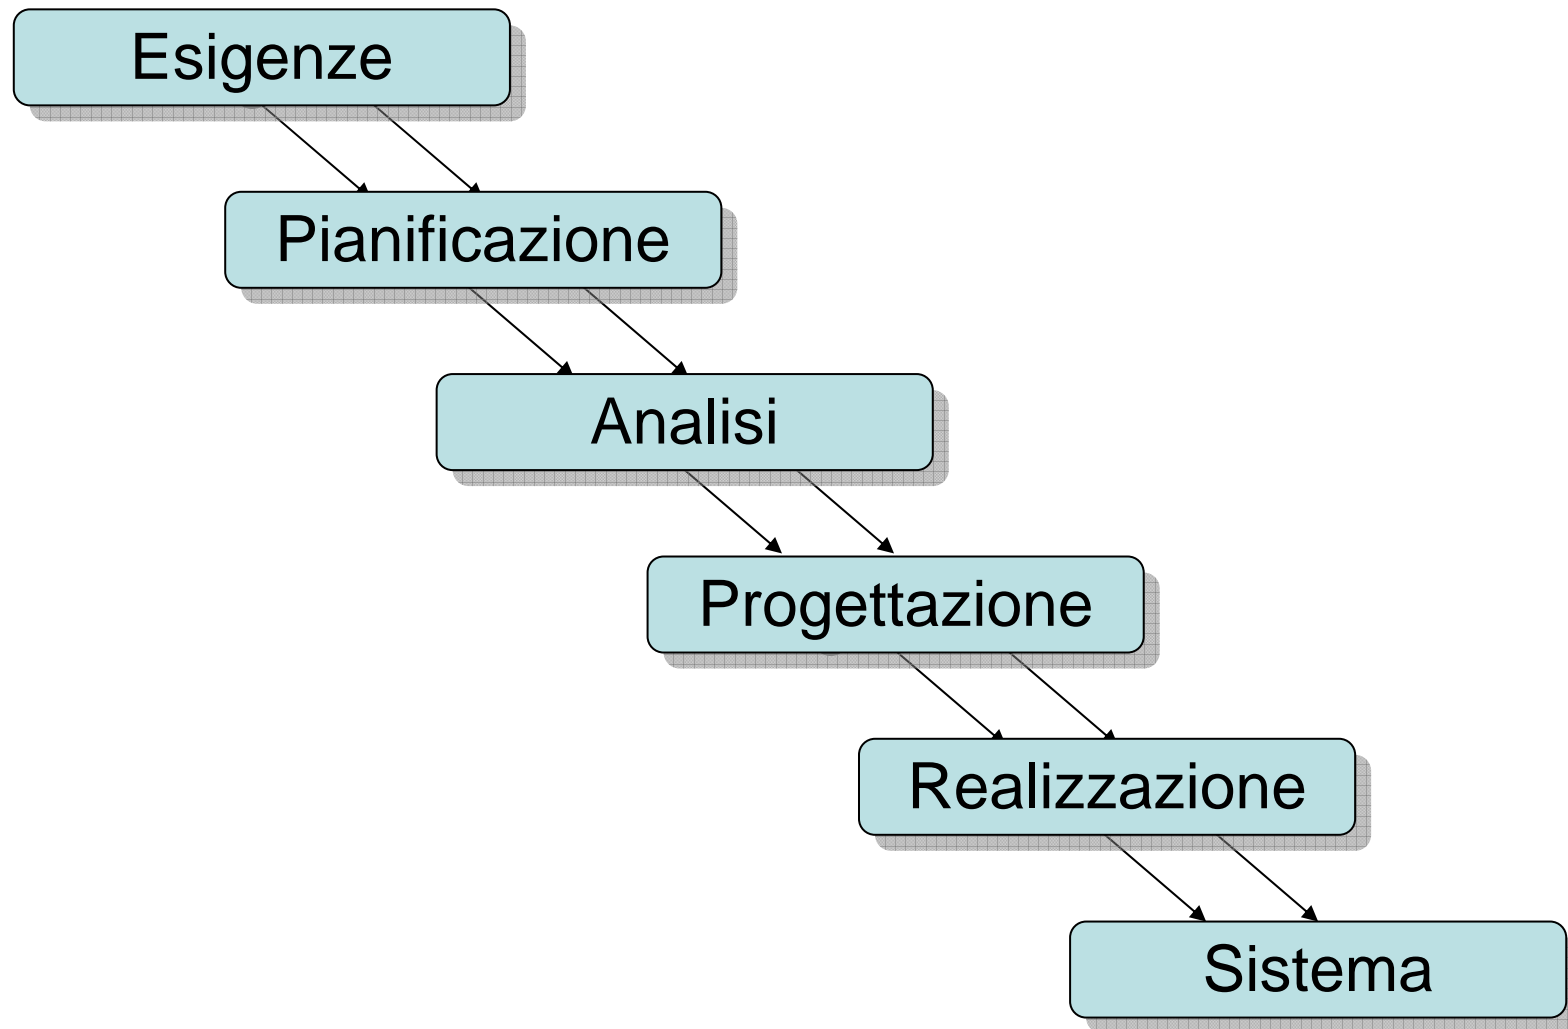 Esigenze
Pianificazione
Analisi
Progettazione
Realizzazione
Sistema